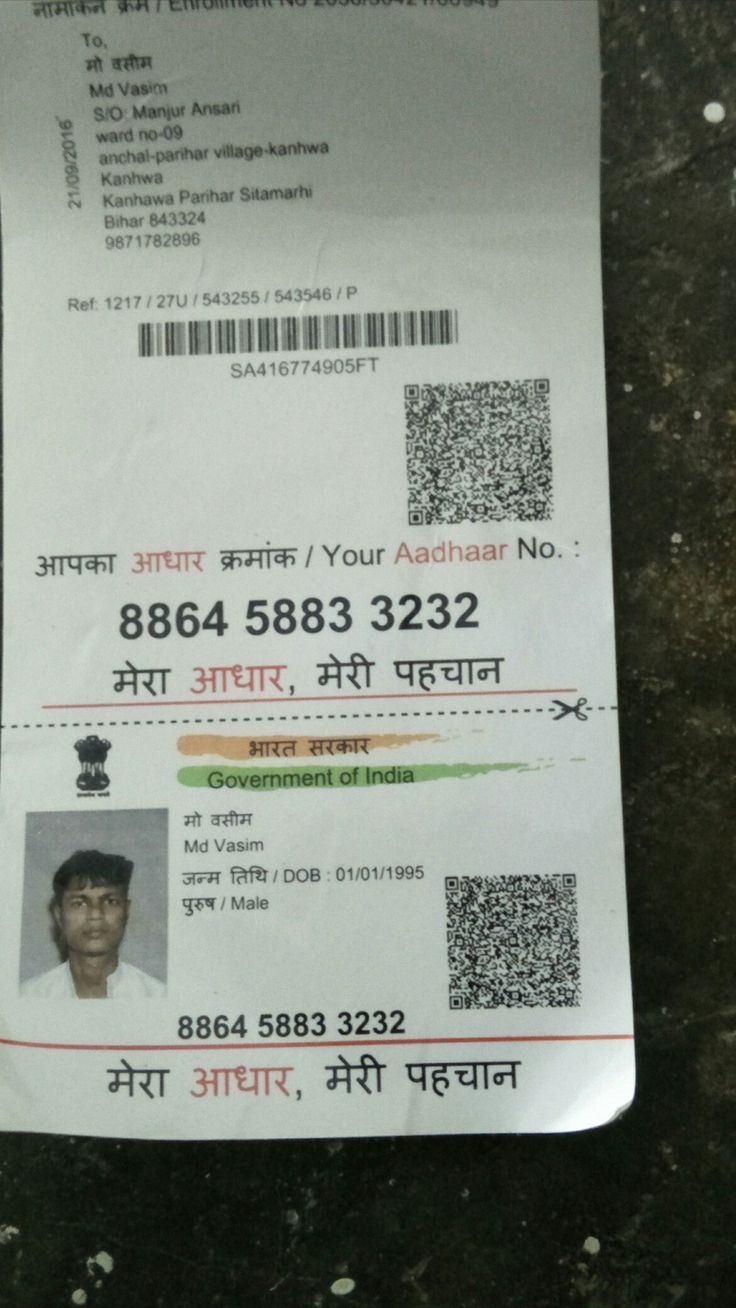 नामांकन क्रम / Enrollment No
To,
मो वसीम
Md Vasim
S/O: Manjur Ansari
ward no-09
anchal-parihar village-kanhwa
Kanhwa
Kanhawa Parihar Sitamarhi
Bihar 843324
9871782896
21/09/2016
Ref: 1217 / 27U / 543255 / 543546 / P
SA416774905FT
आपका आधार क्रमांक / Your Aadhaar No. :
8864 5883 3232
मेरा आधार, मेरी पहचान
भारत सरकार
Government of India
मो वसीम
Md Vasim
जन्म तिथि / DOB : 01/01/1995
पुरुष / Male
8864 5883 3232
मेरा आधार, मेरी पहचान